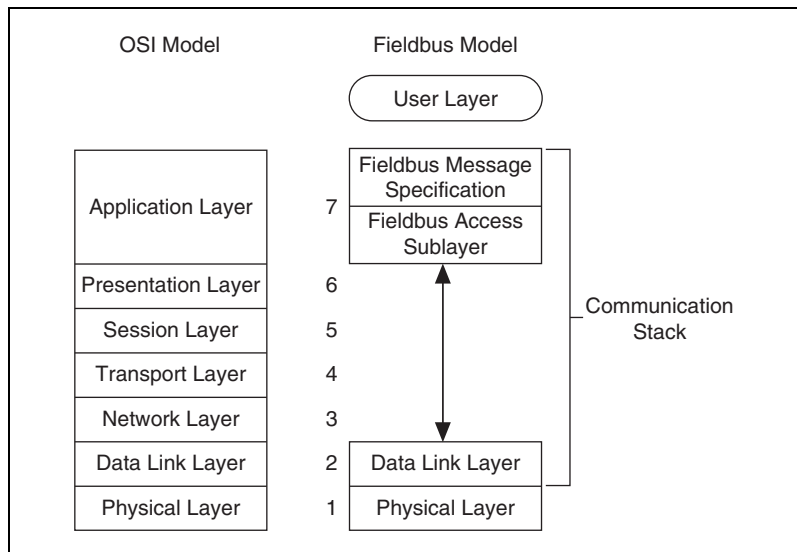 OSI Model
Fieldbus Model
User Layer
Application Layer
7
Fieldbus Message
Specification
Fieldbus Access
Sublayer
Presentation Layer
6
Session Layer
5
Transport Layer
4
Network Layer
3
Data Link Layer
2
Data Link Layer
Physical Layer
1
Physical Layer
Communication
Stack